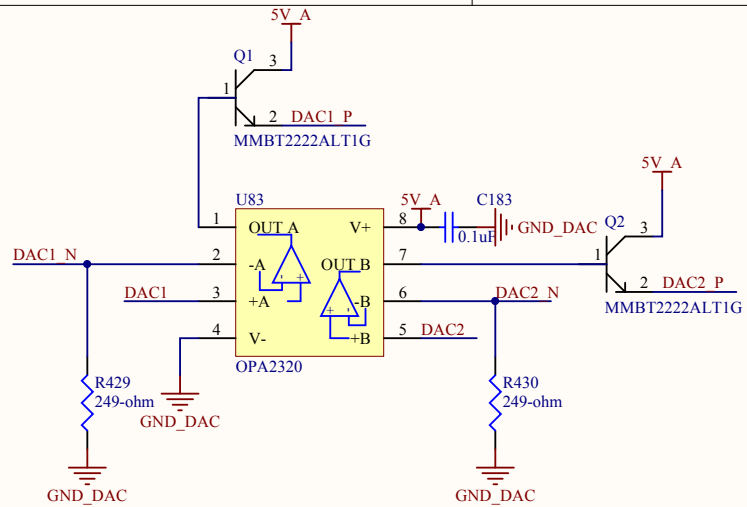 5V_A
Q1
3
1
2
DAC1_P
MMBT2222ALT1G
5V_A
U83
5V_A
C183
Q2
1
OUT A
V+
8
0.1uF
GND_DAC
3
DAC1_N
2
-A
OUT B
7
1
- +
DAC1
3
+A
-B
6
DAC2_N
2
DAC2_P
+ -
MMBT2222ALT1G
4
V-
+B
5
DAC2
OPA2320
R429
249-ohm
R430
249-ohm
GND_DAC
GND_DAC
GND_DAC